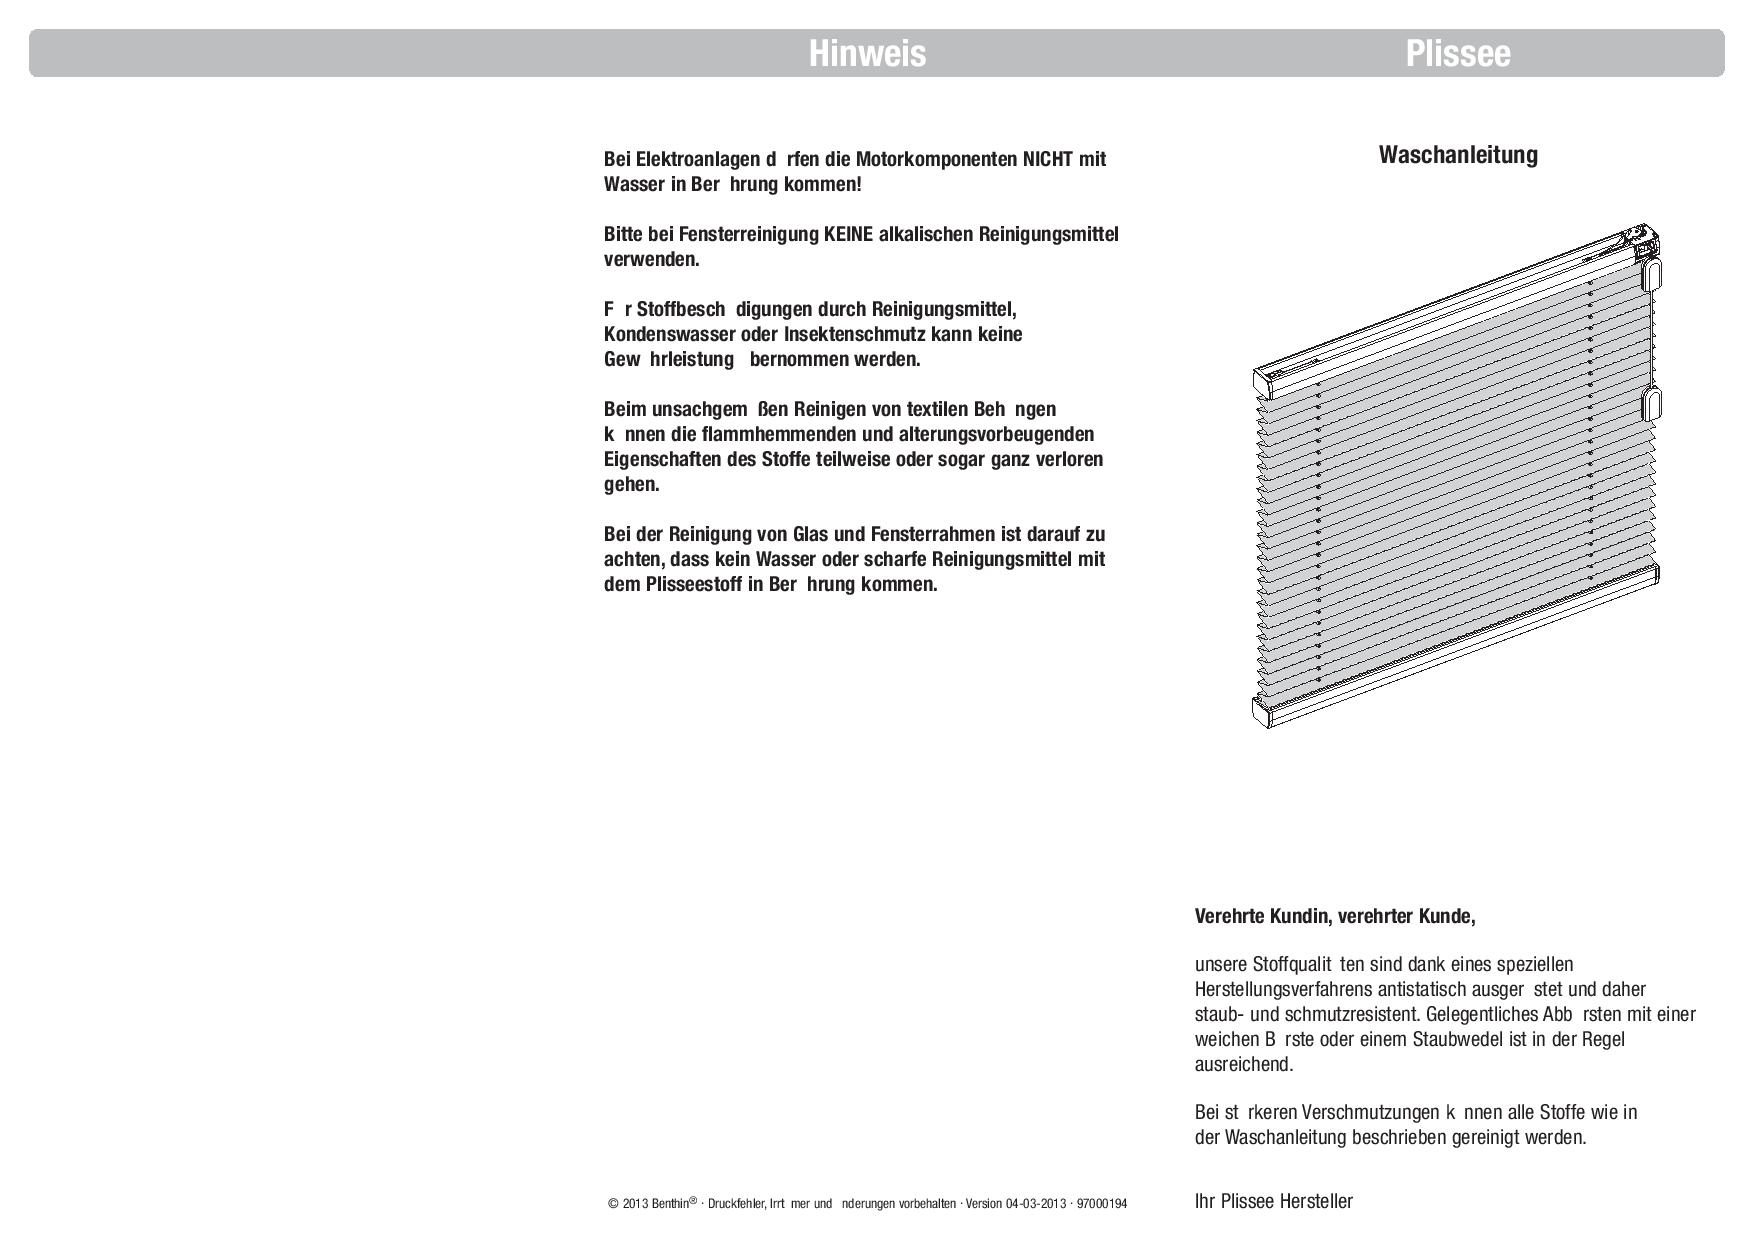 Hinweis
Bei Elektroanlagen d rfen die Motorkomponenten NICHT mit
Wasser in Ber hrung kommen!
Bitte bei Fensterreinigung KEINE alkalischen Reinigungsmittel
verwenden.
F r Stoffbesch digungen durch Reinigungsmittel,
Kondenswasser oder Insektenschmutz kann keine
Gew hrleistung bernommen werden.
Beim unsachgem ßen Reinigen von textilen Beh ngen
k nnen die flammhemmenden und alterungsvorbeugenden
Eigenschaften des Stoffe teilweise oder sogar ganz verloren
gehen.
Bei der Reinigung von Glas und Fensterrahmen ist darauf zu
achten, dass kein Wasser oder scharfe Reinigungsmittel mit
dem Plisseestoff in Ber hrung kommen.
© 2013 Benthin® · Druckfehler, Irrt mer und nderungen vorbehalten · Version 04-03-2013 · 97000194
Plissee
Waschanleitung
Verehrte Kundin, verehrter Kunde,
unsere Stoffqualit ten sind dank eines speziellen
Herstellungsverfahrens antistatisch ausger stet und daher
staub- und schmutzresistent. Gelegentliches Abb rsten mit einer
weichen B rste oder einem Staubwedel ist in der Regel
ausreichend.
Bei st rkeren Verschmutzungen k nnen alle Stoffe wie in
der Waschanleitung beschrieben gereinigt werden.
Ihr Plissee Hersteller